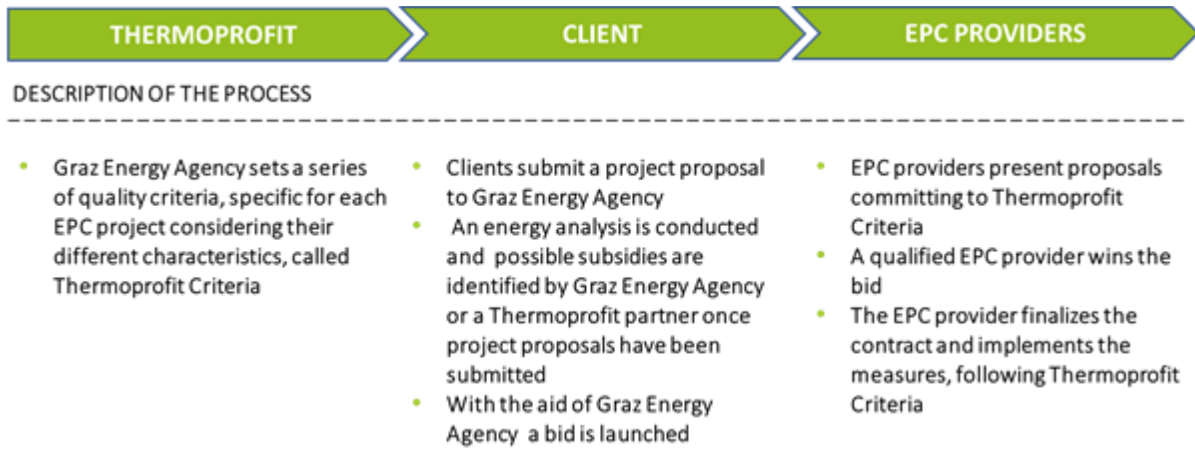 THERMOPROFIT
CLIENT
EPC PROVIDERS
DESCRIPTION OF THE PROCESS
• Graz Energy Agency sets a series
of quality criteria, specific for each
EPC project considering their
different characteristics, called
Thermoprofit Criteria
• Clients submit a project proposal
to Graz Energy Agency
• An energy analysis is conducted
and possible subsidies are
identified by Graz Energy Agency
or a Thermoprofit partner once
project proposals have been
submitted
• With the aid of Graz Energy
Agency a bid is launched
• EPC providers present proposals
committing to Thermoprofit
Criteria
• A qualified EPC provider wins the
bid
• The EPC provider finalizes the
contract and implements the
measures, following Thermoprofit
Criteria